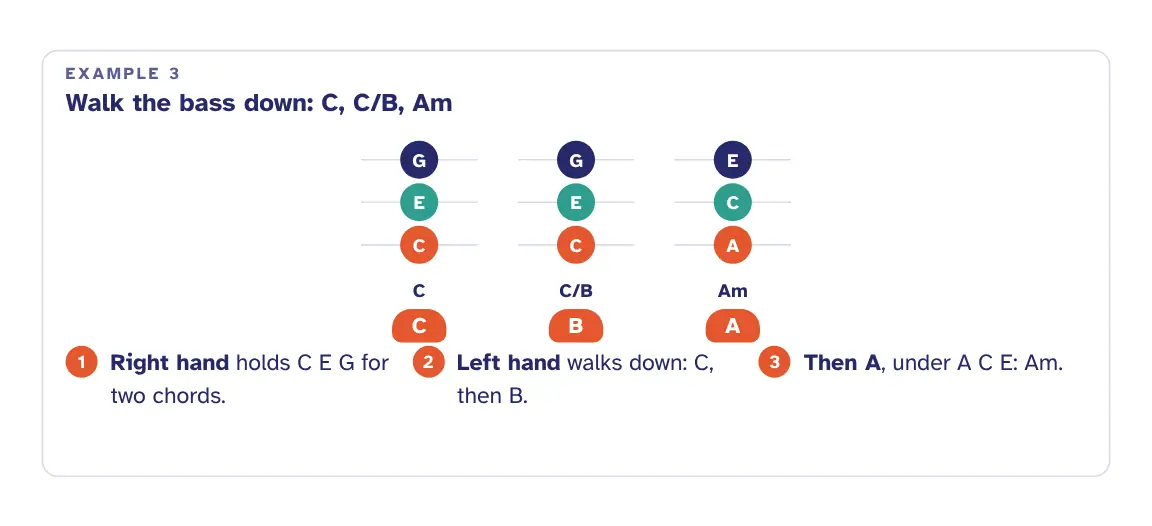 EXAMPLE 3
Walk the bass down: C, C/B, Am
G G E
E E C
C C A
C C/B Am
C B A
1 Right hand holds C E G for two chords.
2 Left hand walks down: C, then B.
3 Then A, under A C E: Am.